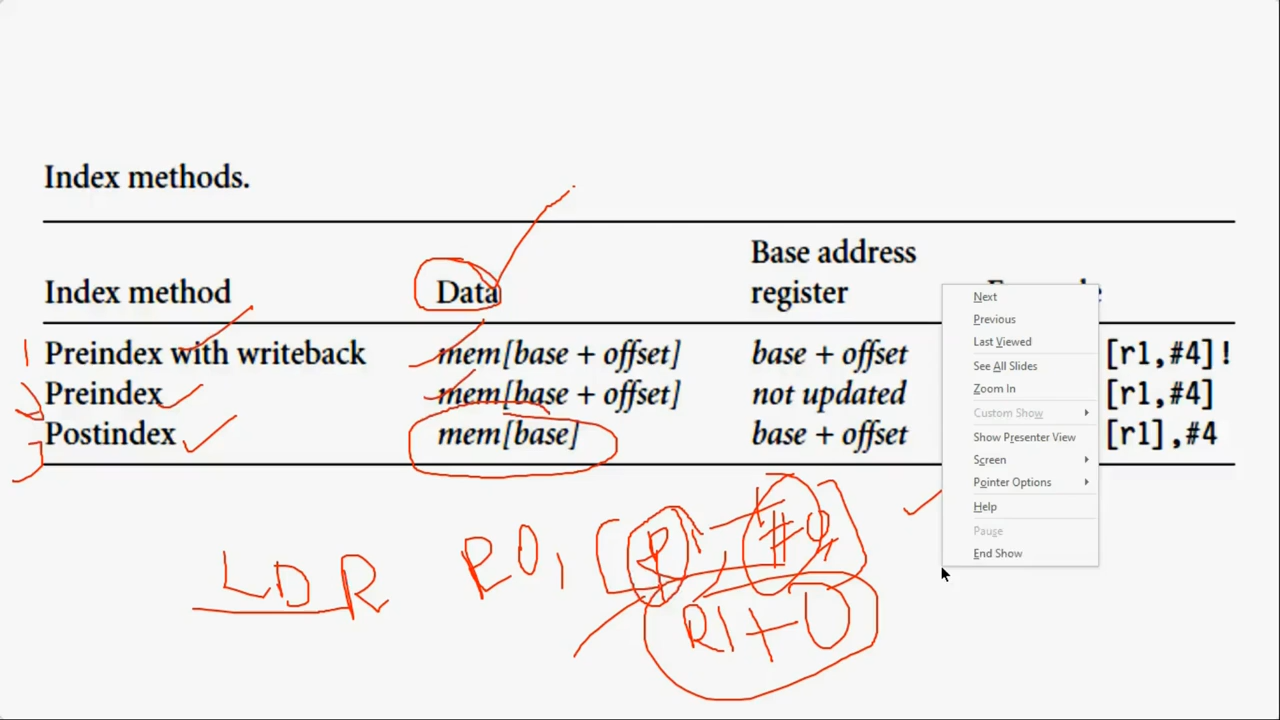 Index methods.
Base address
Index method Data register
1 Preindex with writeback mem[base + offset] base + offset [r1,#4]!
2 Preindex mem[base + offset] not updated [r1,#4]
3 Postindex mem[base] base + offset [r1],#4
Next
Previous
Last Viewed
See All Slides
Zoom In
Custom Show
Show Presenter View
Screen
Pointer Options
Help
Pause
End Show
LDR R0, [R1, #0]
R1+0